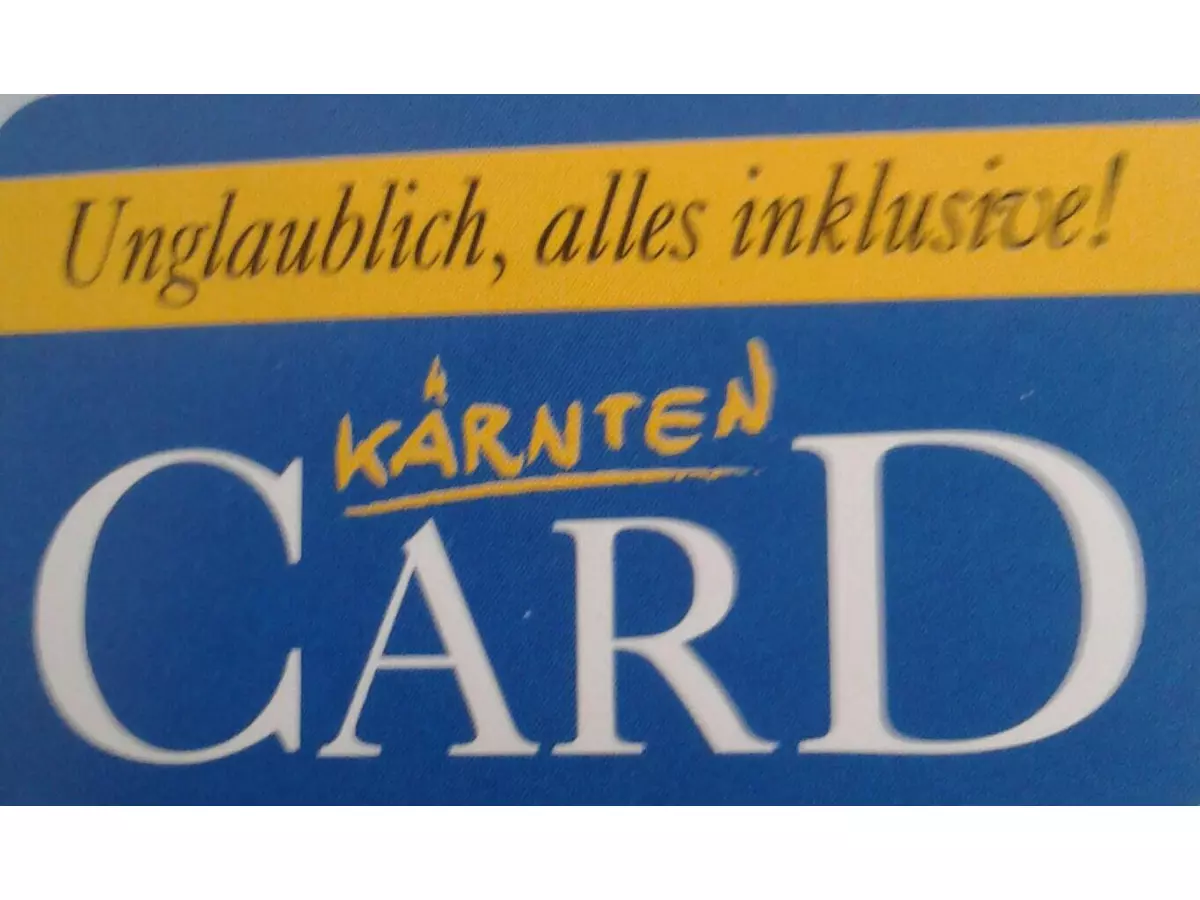 Unglaublich, alles inklusive!
KÄRNTEN
CARD